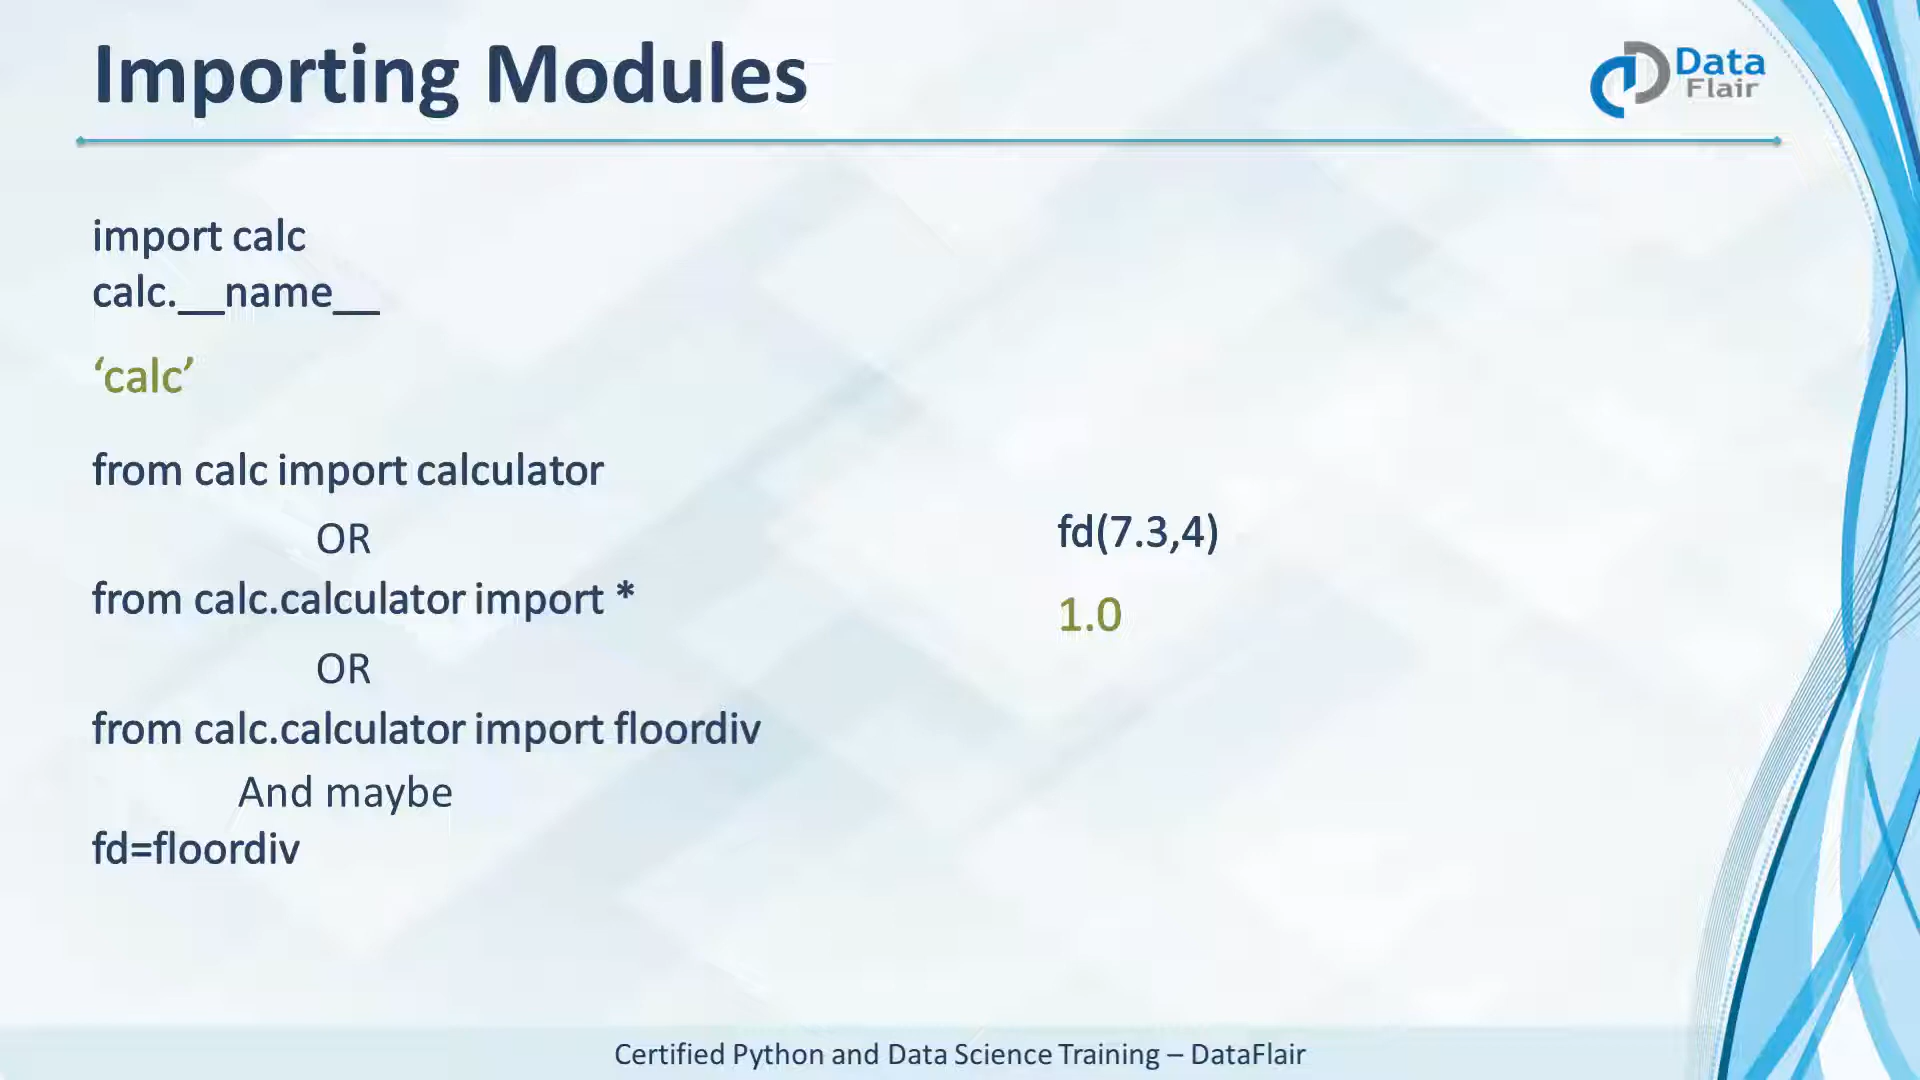 Importing Modules
Data
Flair
import calc
calc.__name__
‘calc’
from calc import calculator
OR
from calc.calculator import *
OR
from calc.calculator import floordiv
And maybe
fd=floordiv
fd(7.3,4)
1.0
Certified Python and Data Science Training – DataFlair